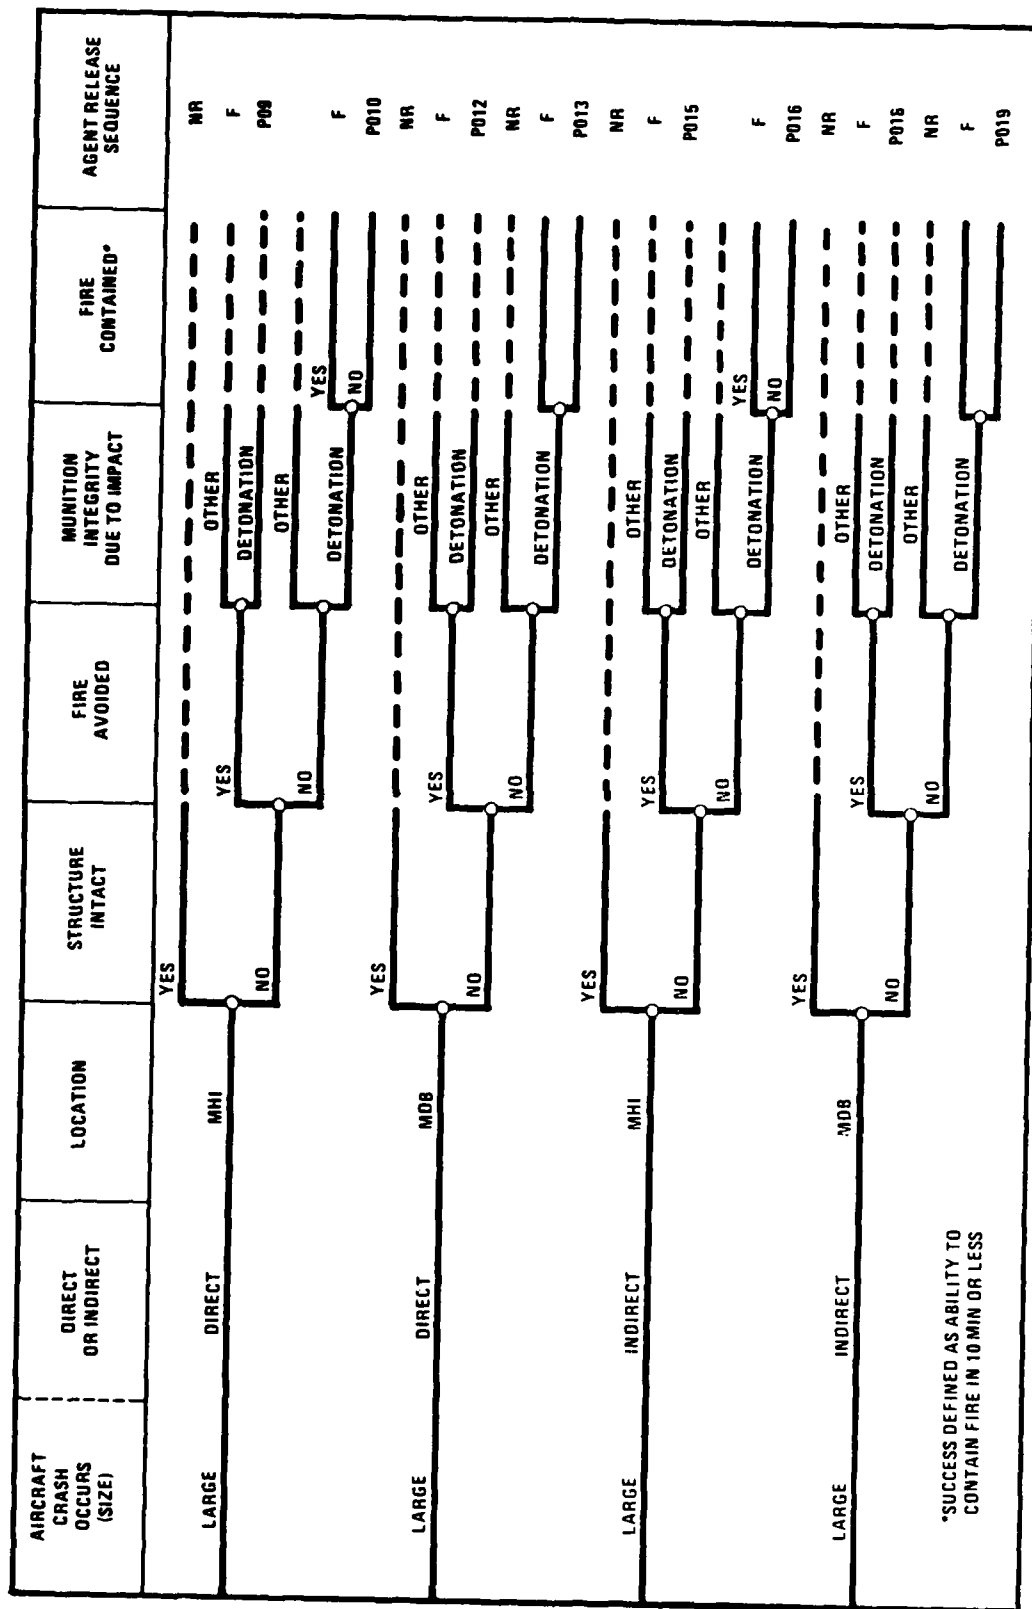 AIRCRAFT
CRASH
OCCURS
(SIZE)
DIRECT
OR INDIRECT
LOCATION
STRUCTURE
INTACT
FIRE
AVOIDED
MUNITION
INTEGRITY
DUE TO IMPACT
FIRE
CONTAINED*
AGENT RELEASE
SEQUENCE
YES
NR
OTHER
LARGE
DIRECT
MHI
YES
F
DETONATION
P09
NO
OTHER
NO
YES
F
DETONATION
NO
P010
YES
NR
OTHER
LARGE
DIRECT
MDB
YES
F
DETONATION
P012
NO
OTHER
NR
NO
F
DETONATION
P013
YES
NR
OTHER
LARGE
INDIRECT
MHI
YES
F
DETONATION
P015
NO
OTHER
NO
YES
F
DETONATION
NO
P016
YES
NR
OTHER
LARGE
INDIRECT
MDB
YES
F
DETONATION
P018
NO
OTHER
NR
NO
F
DETONATION
P019
*SUCCESS DEFINED AS ABILITY TO
CONTAIN FIRE IN 10 MIN OR LESS